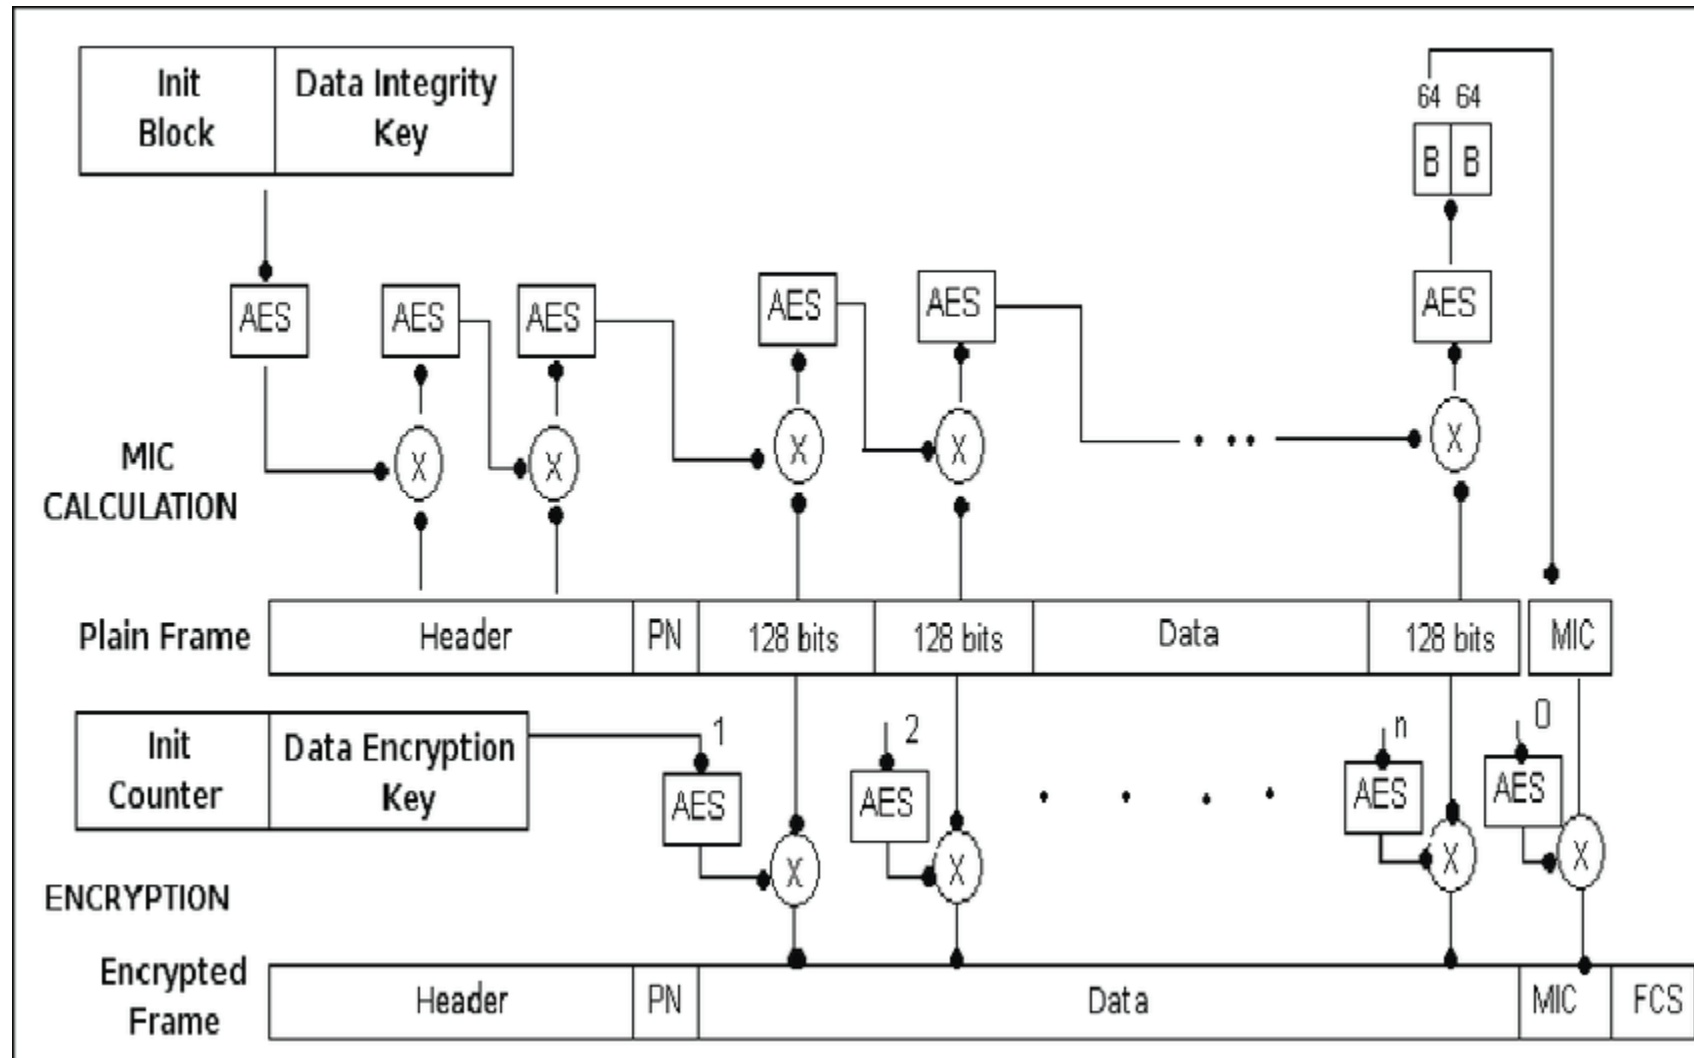 Init Block
Data Integrity Key
64 64
B B
AES AES AES AES AES AES
X X X X X
MIC
CALCULATION
Plain Frame
Header PN 128 bits 128 bits Data 128 bits MIC
Init Counter
Data Encryption Key
1 2 n 0
AES AES AES AES
X X X X
ENCRYPTION
Encrypted
Frame
Header PN Data MIC FCS